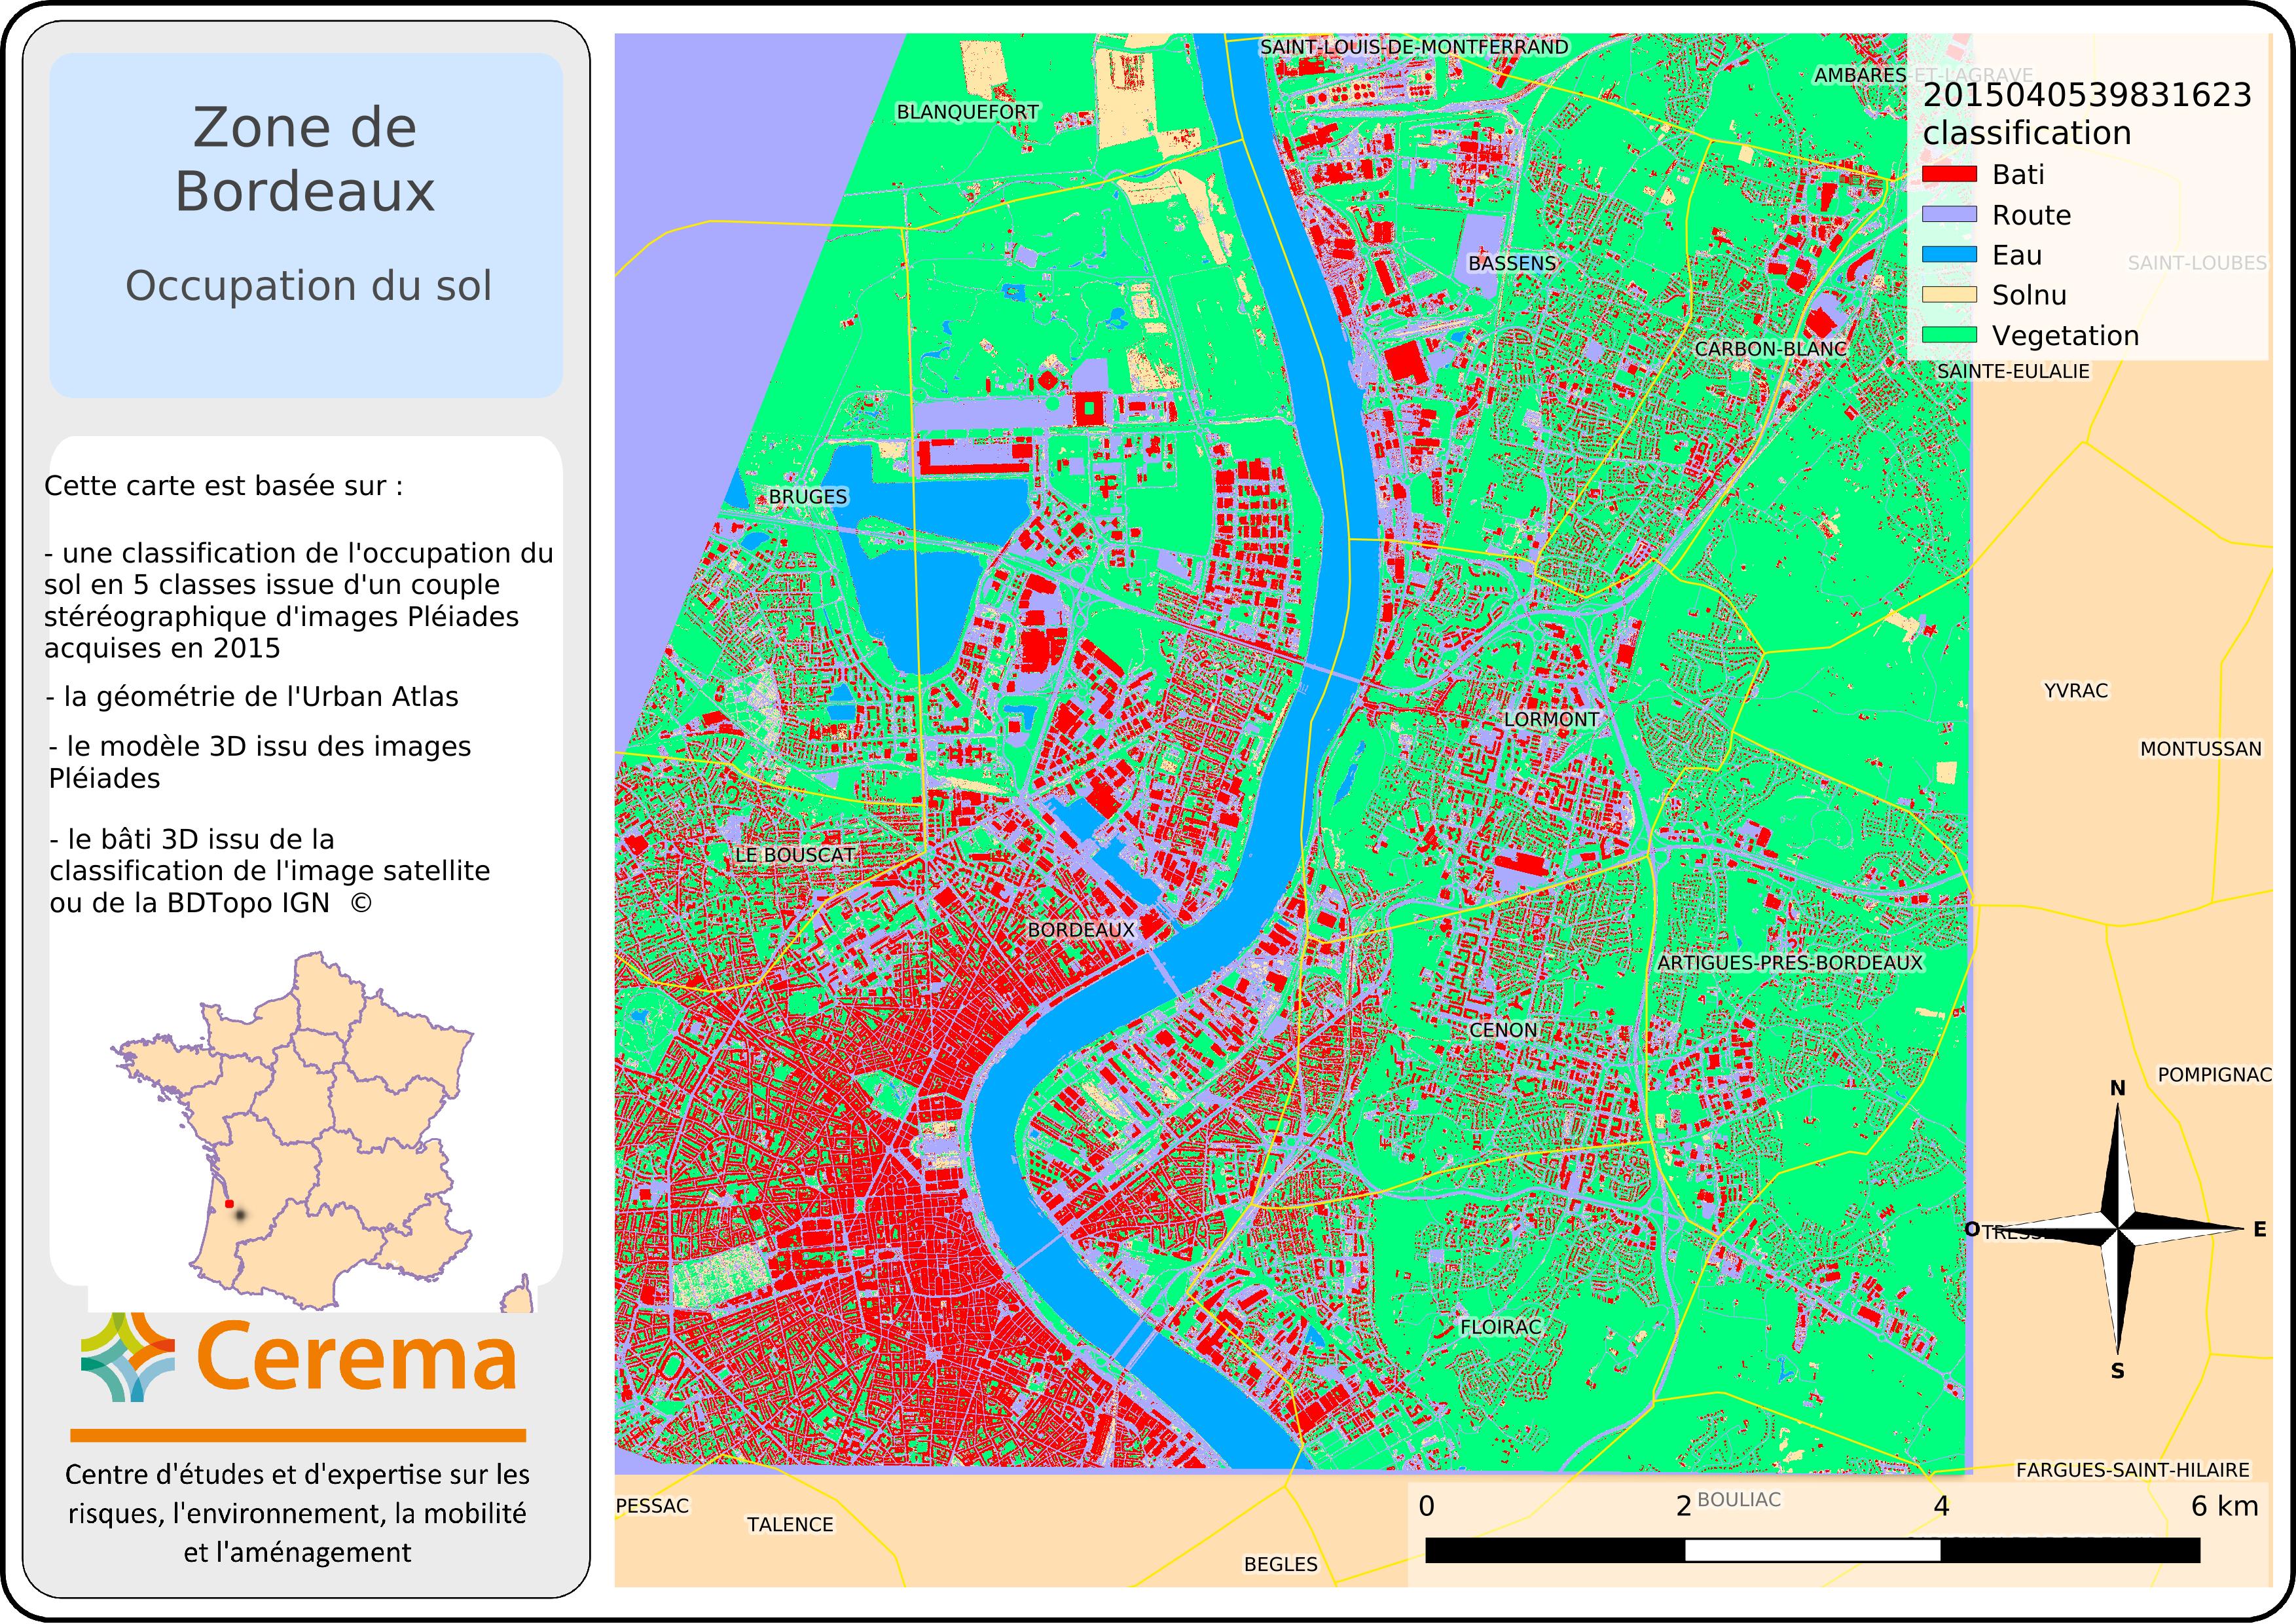 Zone de
Bordeaux
Occupation du sol
Cette carte est basée sur :
- une classification de l'occupation du
sol en 5 classes issue d'un couple
stéréographique d'images Pléiades
acquises en 2015
- la géométrie de l'Urban Atlas
- le modèle 3D issu des images
Pléiades
- le bâti 3D issu de la
classification de l'image satellite
ou de la BDTopo IGN ©
Cerema
Centre d'études et d'expertise sur les
risques, l'environnement, la mobilité
et l'aménagement
SAINT-LOUIS-DE-MONTFERRAND
AMBARES-ET-LAGRAVE
BLANQUEFORT
2015040539831623
classification
Bati
Route
Eau
Solnu
Vegetation
BASSENS
SAINT-LOUBES
CARBON-BLANC
SAINTE-EULALIE
BRUGES
YVRAC
LORMONT
MONTUSSAN
LE BOUSCAT
BORDEAUX
ARTIGUES-PRES-BORDEAUX
CENON
POMPIGNAC
N
O
E
S
FLOIRAC
FARGUES-SAINT-HILAIRE
PESSAC
TALENCE
BEGLES
BOULIAC
0 2 4 6 km